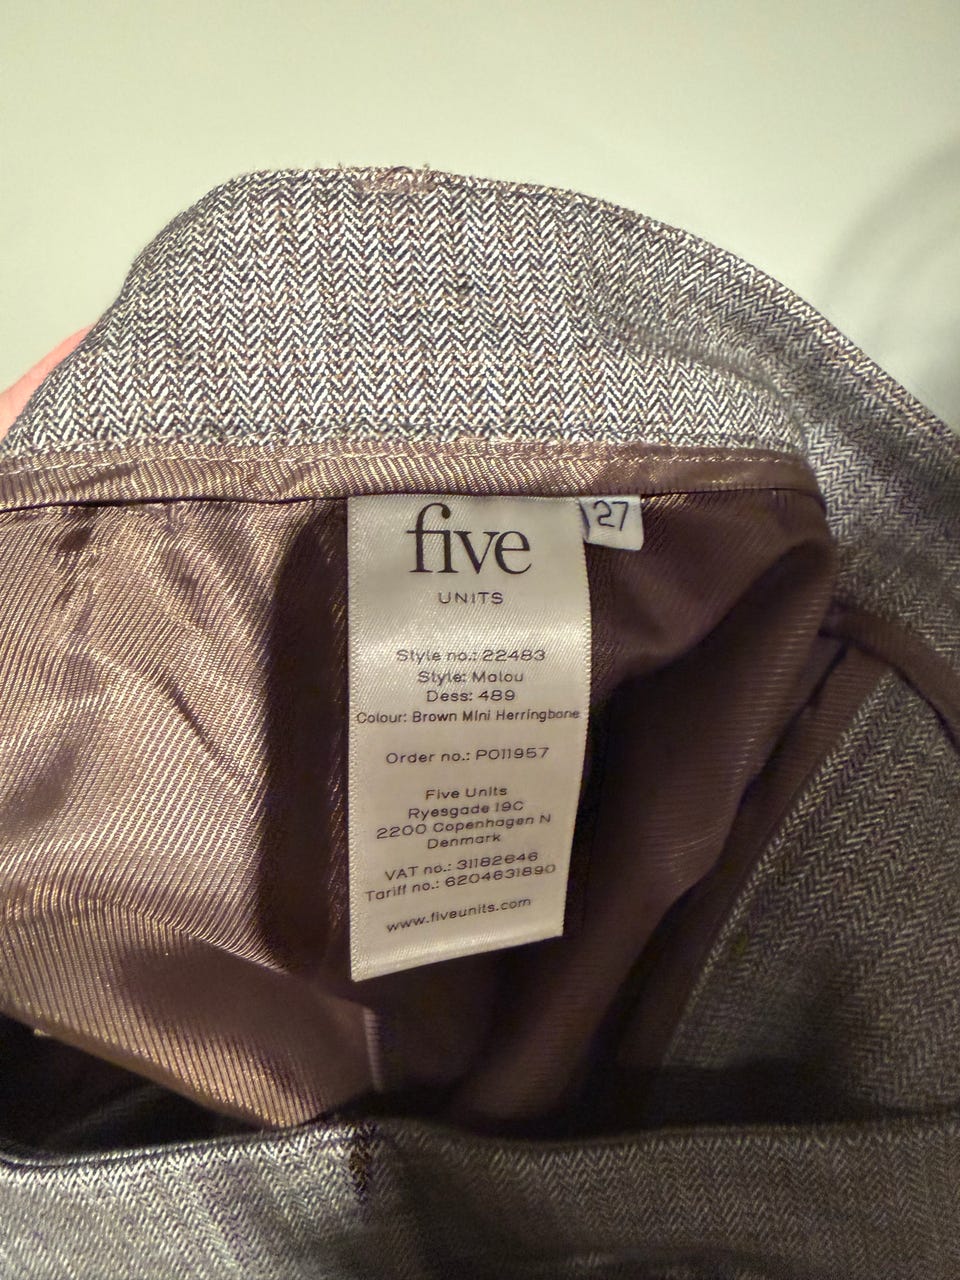 five
UNITS
27
Style no.: 22483
Style: Malou
Dess: 489
Colour: Brown Mini Herringbone
Order no.: PO11957
Five Units
Ryesgade 19C
2200 Copenhagen N
Denmark
VAT no.: 31182646
Tariff no.: 6204631890
www.fiveunits.com